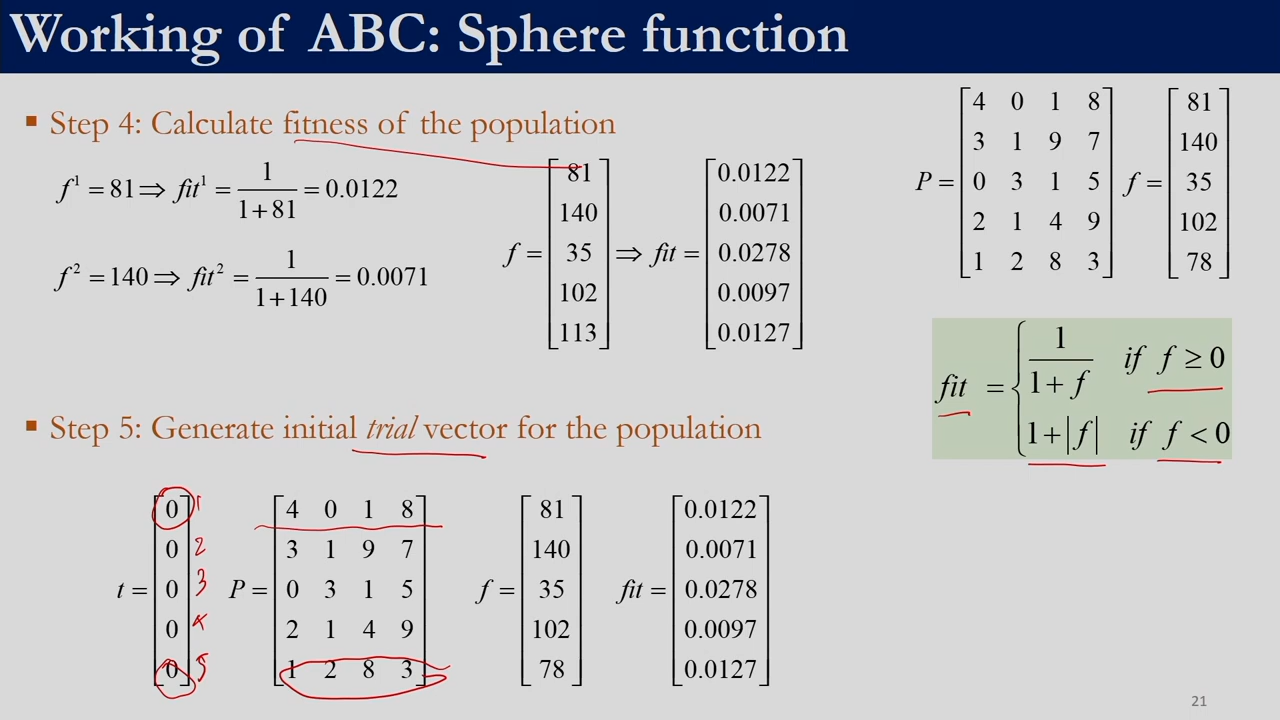 Working of ABC: Sphere function
▪ Step 4: Calculate fitness of the population
f¹ = 81 ⇒ fit¹ = 1/(1+81) = 0.0122
f² = 140 ⇒ fit² = 1/(1+140) = 0.0071
f = [81 140 35 102 113] ⇒ fit = [0.0122 0.0071 0.0278 0.0097 0.0127]
P =
4 0 1 8
3 1 9 7
0 3 1 5
2 1 4 9
1 2 8 3
f =
81
140
35
102
78
fit = { 1/(1+f) if f ≥ 0
1+|f| if f < 0
▪ Step 5: Generate initial trial vector for the population
t =
0 1
0 2
0 3
0 4
0 5
P =
4 0 1 8
3 1 9 7
0 3 1 5
2 1 4 9
1 2 8 3
f =
81
140
35
102
78
fit =
0.0122
0.0071
0.0278
0.0097
0.0127
21